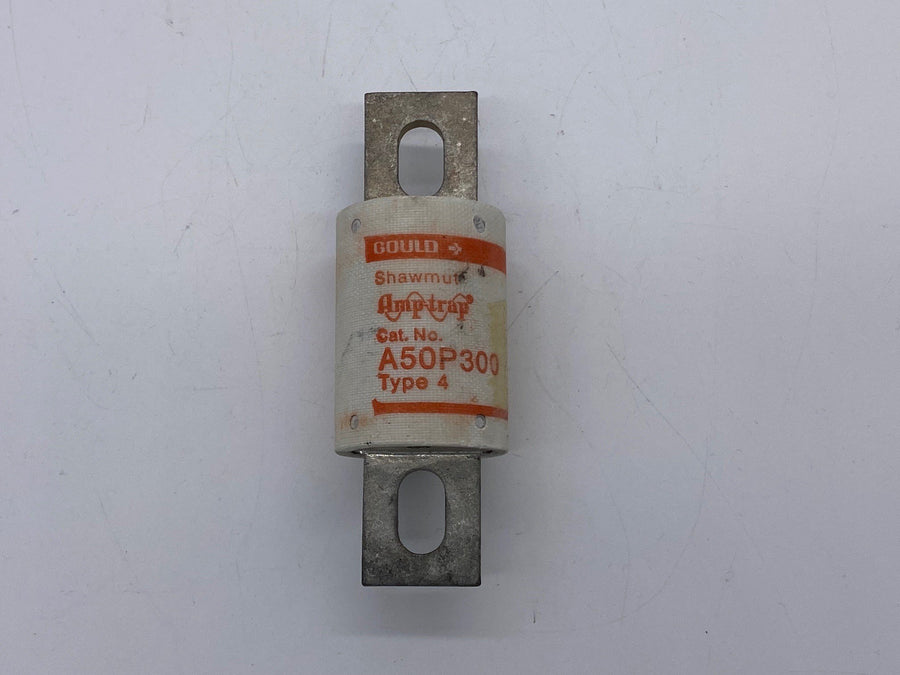 GOULD
Shawmut
Amp-trap®
Cat. No.
A50P300
Type 4